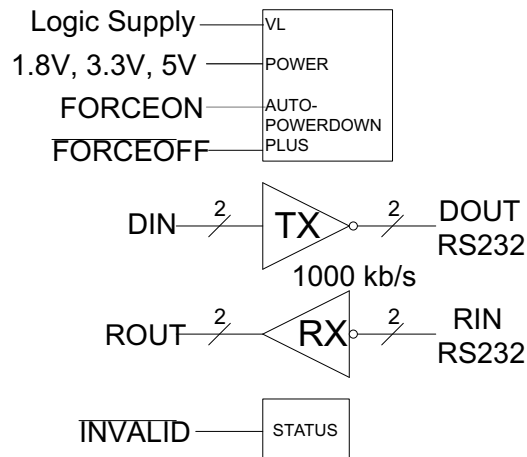 Logic Supply VL
1.8V, 3.3V, 5V POWER
FORCEON AUTO-
POWERDOWN
FORCEOFF PLUS
DIN 2 TX 2 DOUT
RS232
1000 kb/s
ROUT 2 RX 2 RIN
RS232
INVALID STATUS